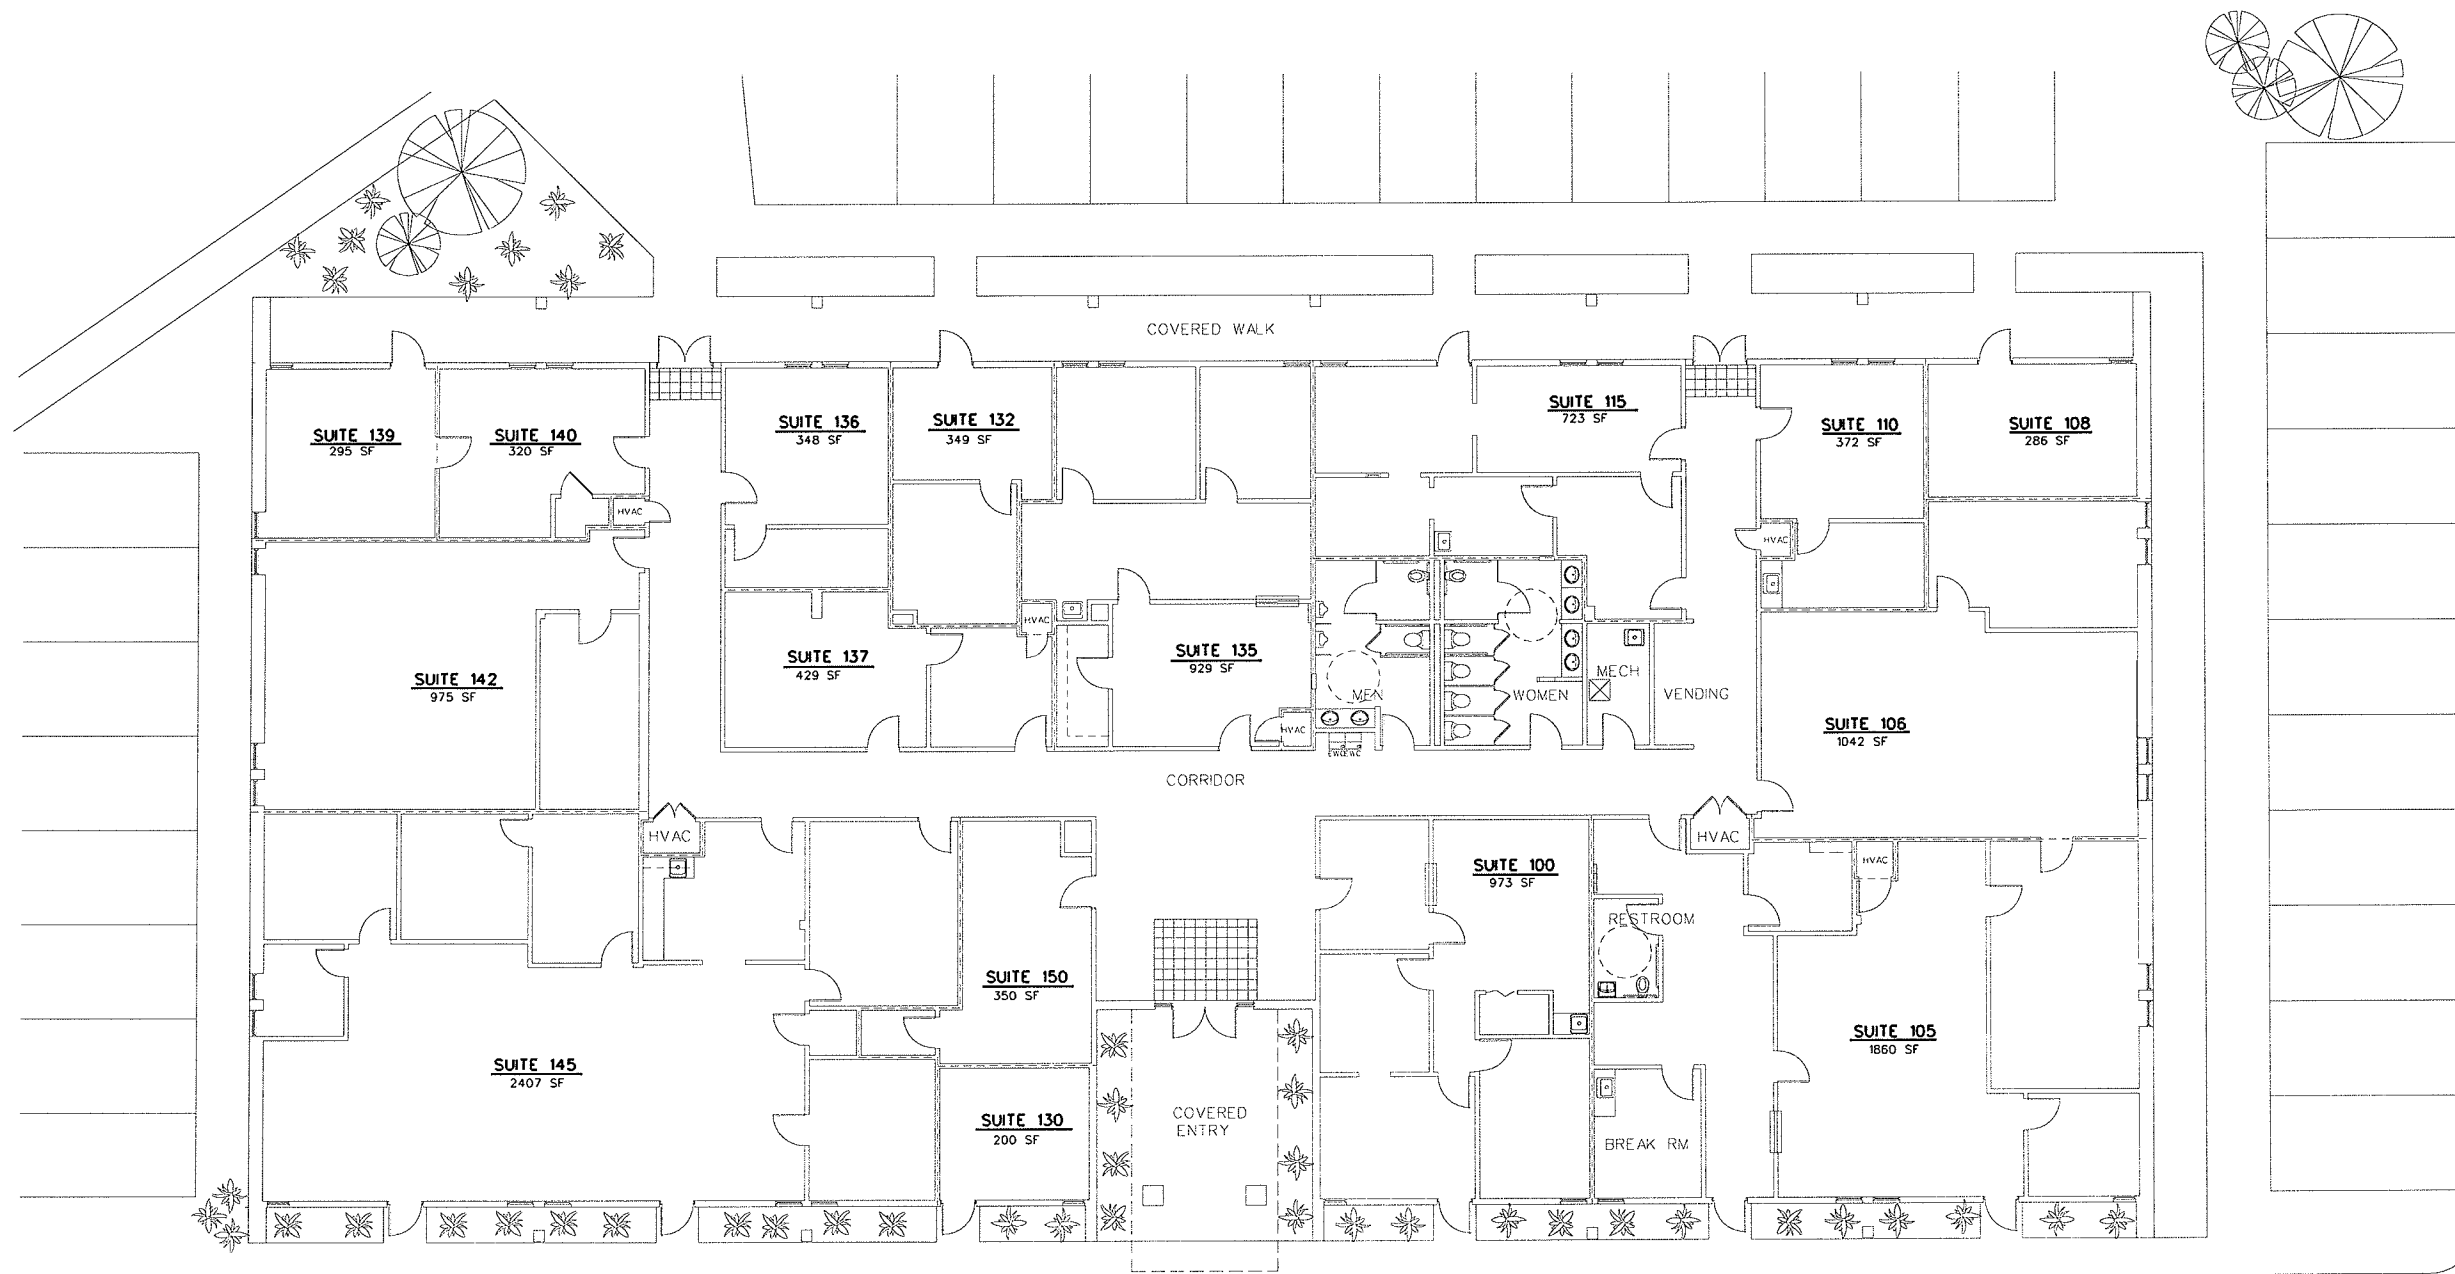 COVERED WALK
SUITE 139
295 SF
SUITE 140
320 SF
HVAC
SUITE 136
348 SF
SUITE 132
349 SF
SUITE 115
723 SF
SUITE 110
372 SF
HVAC
SUITE 108
286 SF
SUITE 142
975 SF
SUITE 137
429 SF
HVAC
SUITE 135
929 SF
HVAC
MEN
WOMEN
MECH
VENDING
SUITE 106
1042 SF
CORRIDOR
HVAC
HVAC
HVAC
SUITE 100
973 SF
RESTROOM
SUITE 150
350 SF
SUITE 145
2407 SF
SUITE 130
200 SF
COVERED
ENTRY
BREAK RM
SUITE 105
1860 SF